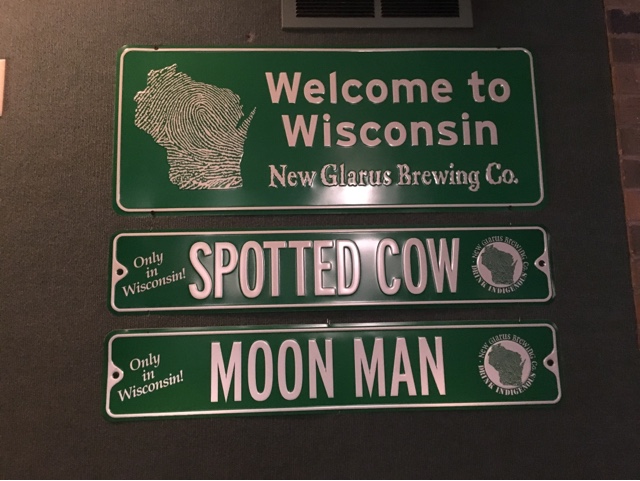 Welcome to
Wisconsin
New Glarus Brewing Co.
Only
in
Wisconsin!
SPOTTED COW
NEW GLARUS BREWING CO.
DRINK INDIGENOUS
Only
in
Wisconsin!
MOON MAN
NEW GLARUS BREWING CO.
DRINK INDIGENOUS